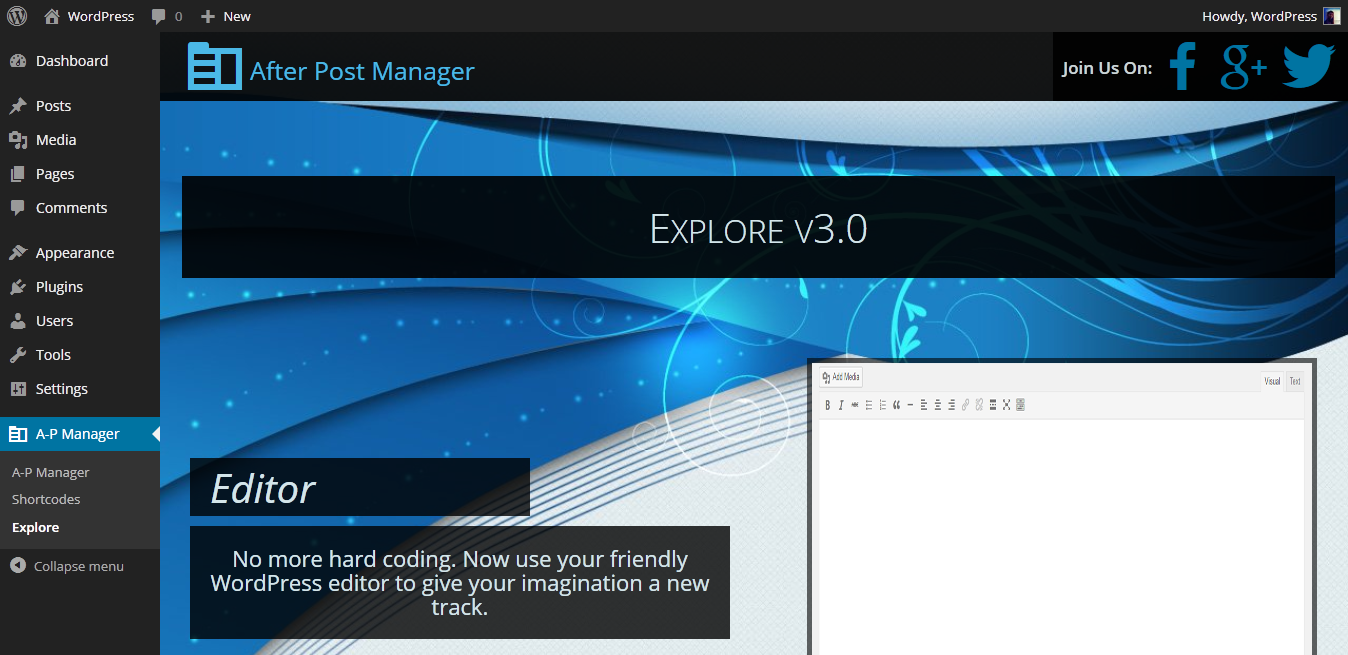 WordPress 0 New Howdy, WordPress
Dashboard
Posts
Media
Pages
Comments
Appearance
Plugins
Users
Tools
Settings
A-P Manager
A-P Manager
Shortcodes
Explore
Collapse menu
After Post Manager
Join Us On:
EXPLORE V3.0
Editor
No more hard coding. Now use your friendly
WordPress editor to give your imagination a new
track.
Add Media
Visual Text
B I ABC